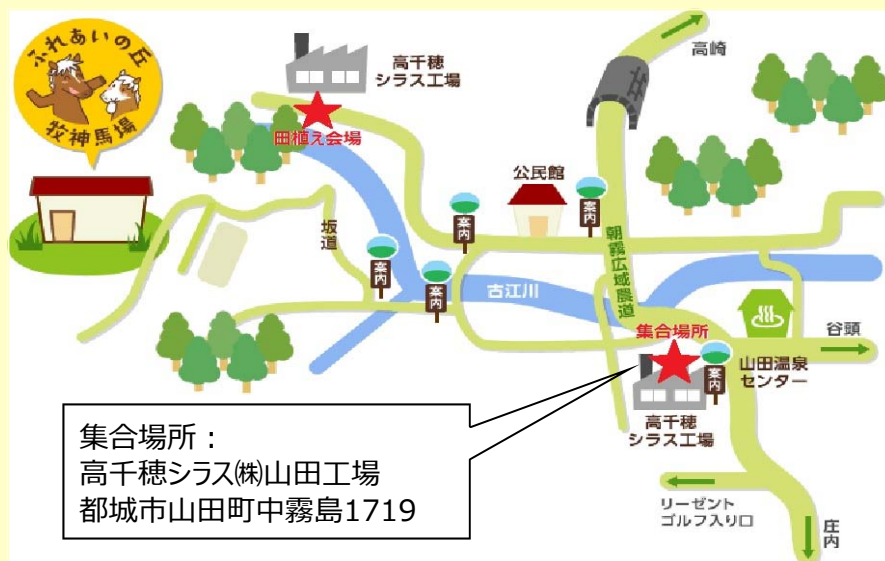 ふれあいの丘
牧神馬場
高千穂
シラス工場
田植え会場
高崎
公民館
案内
案内
案内
案内
坂道
朝霧広域農道
古江川
集合場所
案内
高千穂
シラス工場
山田温泉
センター
谷頭
リーゼント
ゴルフ入り口
庄内
集合場所：
高千穂シラス㈱山田工場
都城市山田町中霧島1719